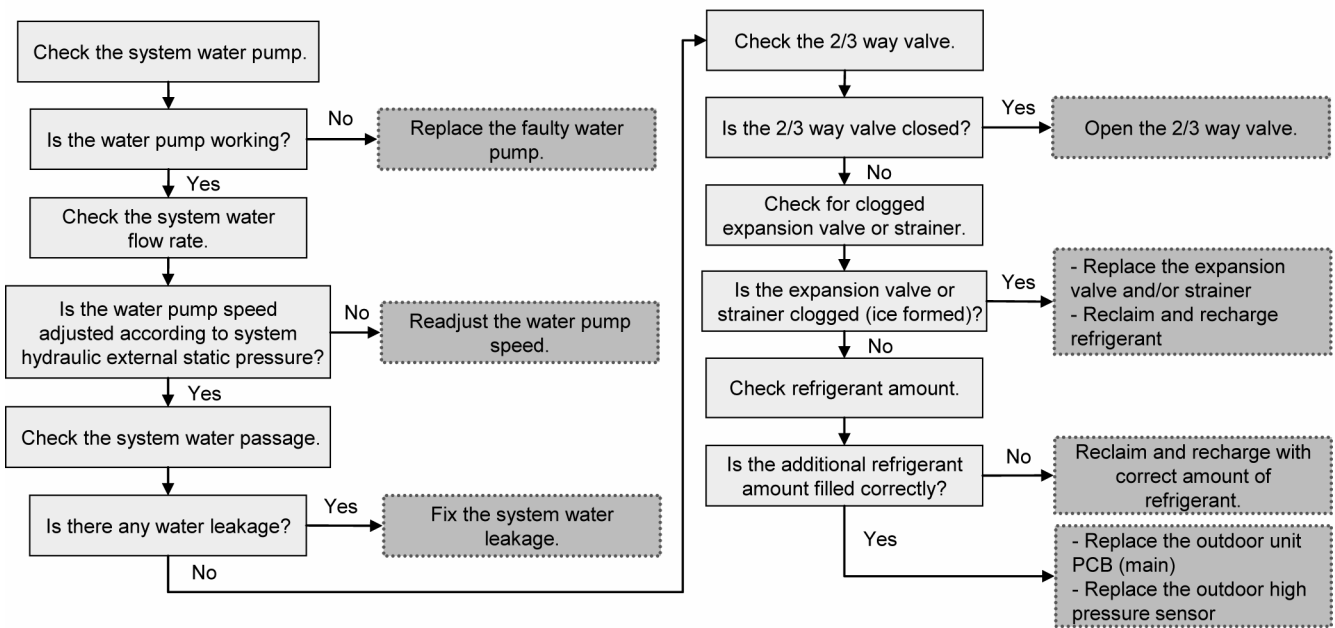 Check the system water pump.
Is the water pump working?
No
Replace the faulty water
pump.
Yes
Check the system water
flow rate.
Is the water pump speed
adjusted according to system
hydraulic external static pressure?
No
Readjust the water pump
speed.
Yes
Check the system water passage.
Is there any water leakage?
Yes
Fix the system water
leakage.
No
Check the 2/3 way valve.
Is the 2/3 way valve closed?
Yes
Open the 2/3 way valve.
No
Check for clogged
expansion valve or strainer.
Is the expansion valve or
strainer clogged (ice formed)?
Yes
- Replace the expansion
valve and/or strainer
- Reclaim and recharge
refrigerant
No
Check refrigerant amount.
Is the additional refrigerant
amount filled correctly?
No
Reclaim and recharge with
correct amount of
refrigerant.
Yes
- Replace the outdoor unit
PCB (main)
- Replace the outdoor high
pressure sensor